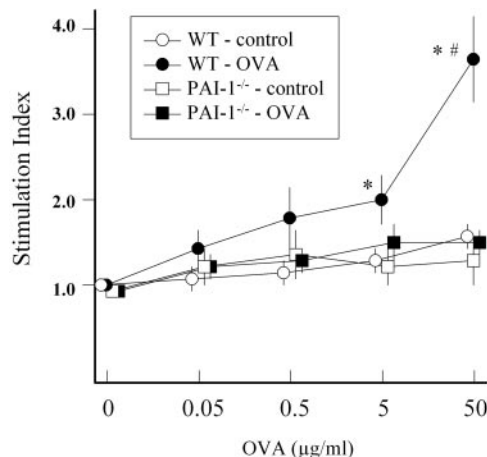 4.0
3.0
2.0
1.0
Stimulation Index
WT - control
WT - OVA
PAI-1-/- - control
PAI-1-/- - OVA
* #
*
0 0.05 0.5 5 50
OVA (μg/ml)